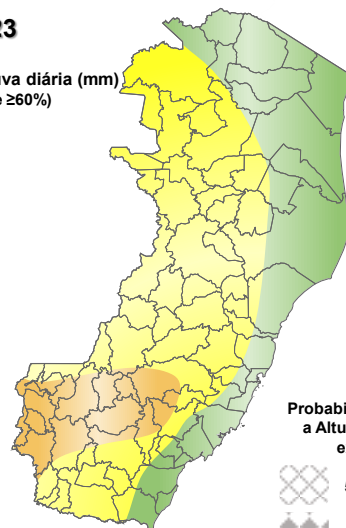 23
uva diária (mm)
e ≥60%)
Probabi
a Altu
e